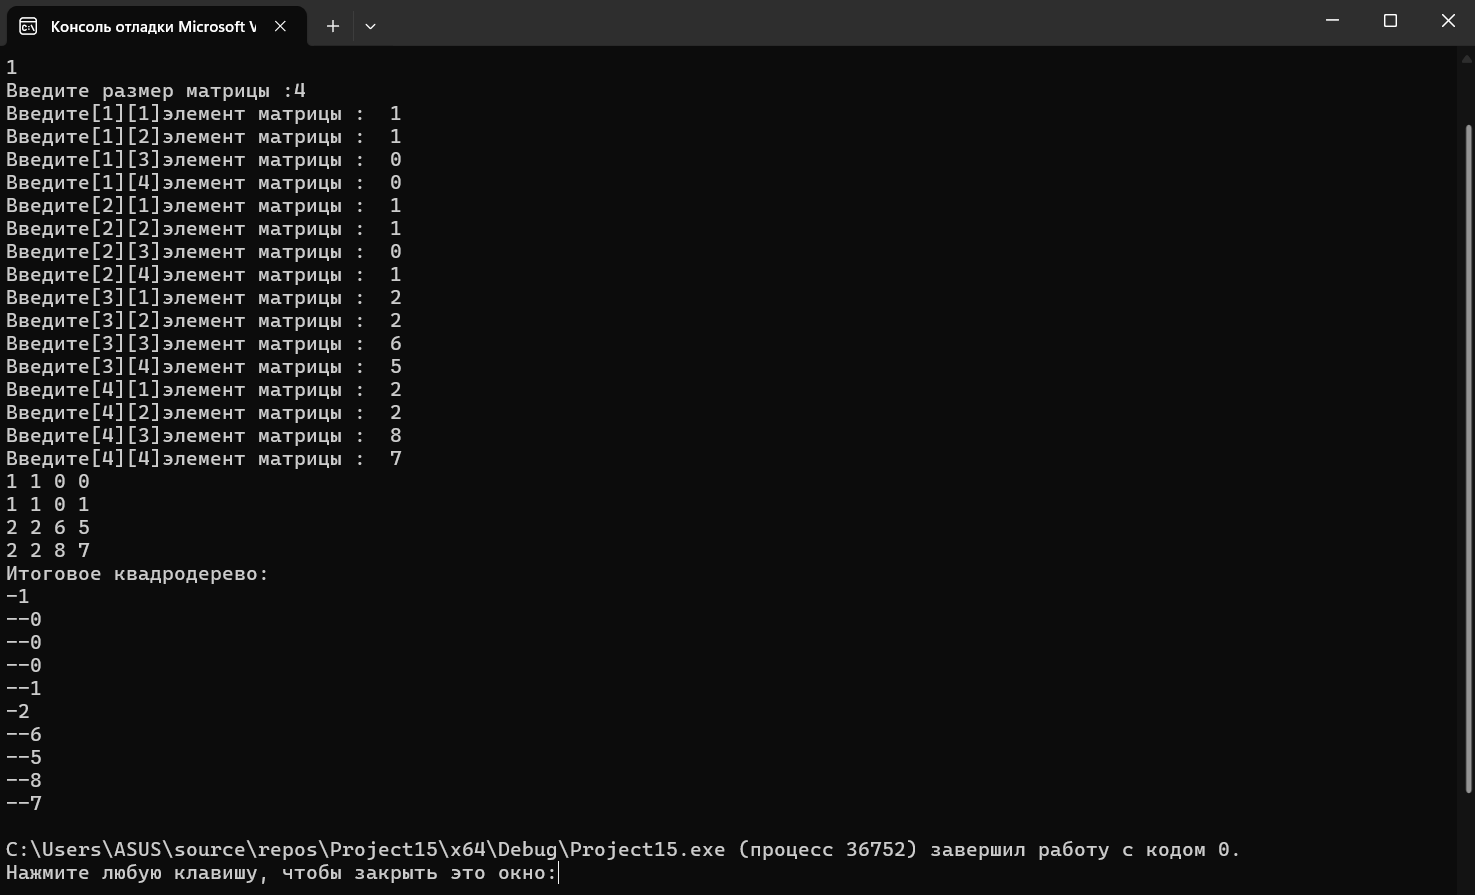 Консоль отладки Microsoft V
1
Введите размер матрицы :4
Введите[1][1]элемент матрицы :  1
Введите[1][2]элемент матрицы :  1
Введите[1][3]элемент матрицы :  0
Введите[1][4]элемент матрицы :  0
Введите[2][1]элемент матрицы :  1
Введите[2][2]элемент матрицы :  1
Введите[2][3]элемент матрицы :  0
Введите[2][4]элемент матрицы :  1
Введите[3][1]элемент матрицы :  2
Введите[3][2]элемент матрицы :  2
Введите[3][3]элемент матрицы :  6
Введите[3][4]элемент матрицы :  5
Введите[4][1]элемент матрицы :  2
Введите[4][2]элемент матрицы :  2
Введите[4][3]элемент матрицы :  8
Введите[4][4]элемент матрицы :  7
1 1 0 0
1 1 0 1
2 2 6 5
2 2 8 7
Итоговое квадродерево:
-1
--0
--0
--0
--1
-2
--6
--5
--8
--7
C:\Users\ASUS\source\repos\Project15\x64\Debug\Project15.exe (процесс 36752) завершил работу с кодом 0.
Нажмите любую клавишу, чтобы закрыть это окно: